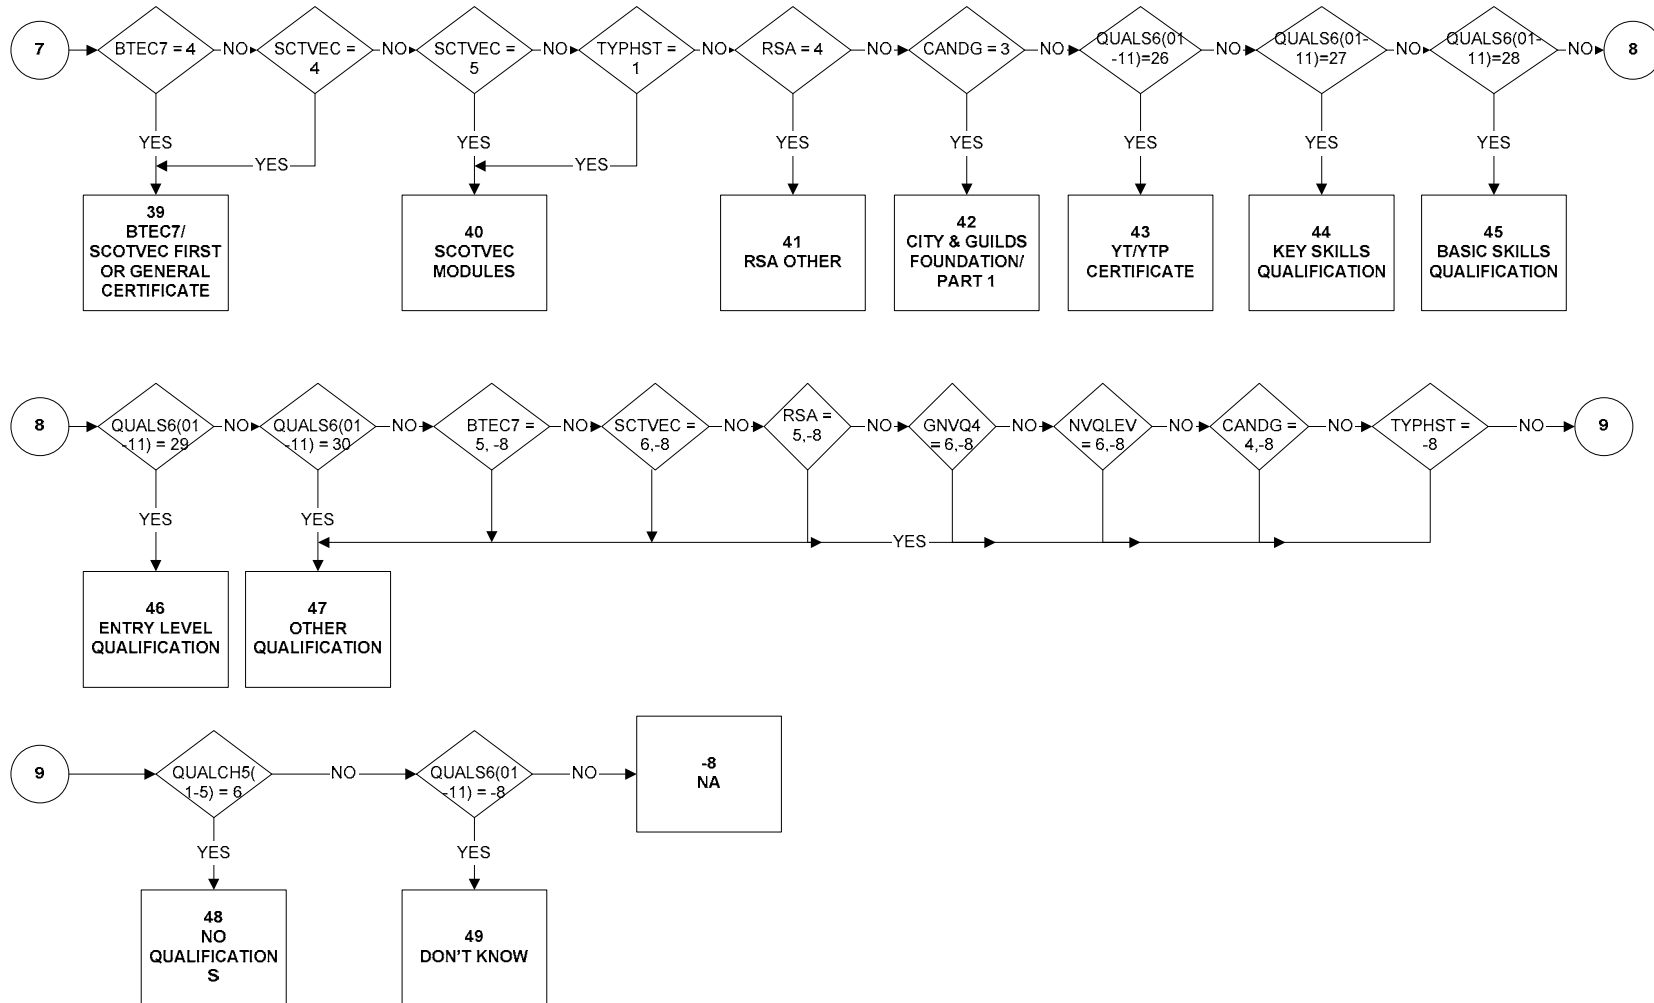 7
BTEC7 = 4
NO
SCTVEC =
4
NO
SCTVEC =
5
NO
TYPHST =
1
NO
RSA = 4
NO
CANDG = 3
NO
QUALS6(01
-11)=26
NO
QUALS6(01-
11)=27
NO
QUALS6(01-
11)=28
NO
8
YES
YES
YES
YES
YES
YES
YES
YES
YES
39
BTEC7/
SCOTVEC FIRST
OR GENERAL
CERTIFICATE
40
SCOTVEC
MODULES
41
RSA OTHER
42
CITY & GUILDS
FOUNDATION/
PART 1
43
YT/YTP
CERTIFICATE
44
KEY SKILLS
QUALIFICATION
45
BASIC SKILLS
QUALIFICATION
8
QUALS6(01
-11) = 29
NO
QUALS6(01
-11) = 30
NO
BTEC7 =
5, -8
NO
SCTVEC =
6,-8
NO
RSA =
5,-8
NO
GNVQ4
= 6,-8
NO
NVQLEV
= 6,-8
NO
CANDG =
4,-8
NO
TYPHST =
-8
NO
9
YES
YES
YES
46
ENTRY LEVEL
QUALIFICATION
47
OTHER
QUALIFICATION
9
QUALCH5(
1-5) = 6
NO
QUALS6(01
-11) = -8
NO
-8
NA
YES
YES
48
NO
QUALIFICATION
S
49
DON'T KNOW